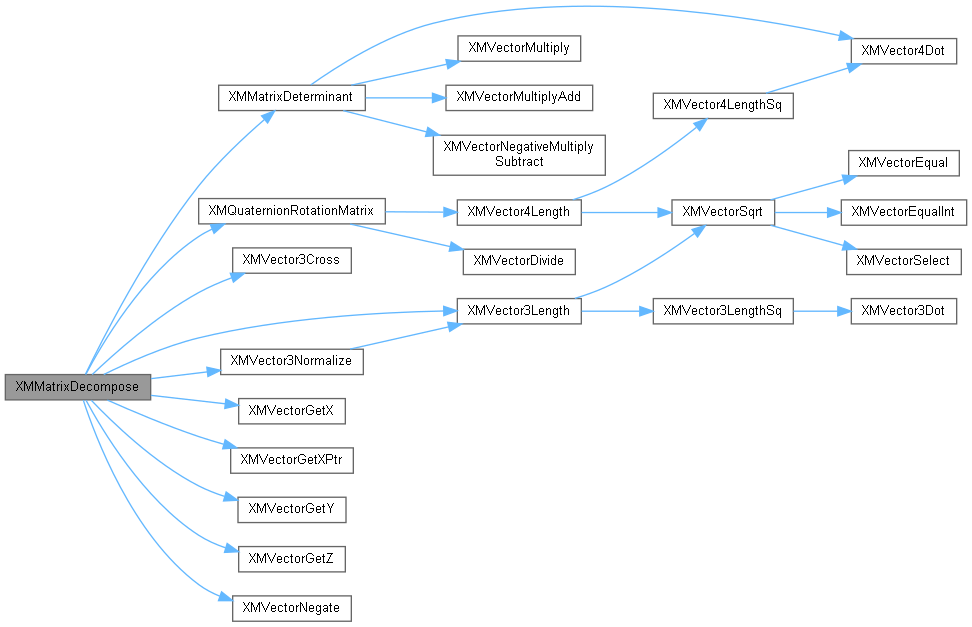 XMVectorMultiply
XMVector4Dot
XMMatrixDeterminant
XMVectorMultiplyAdd
XMVector4LengthSq
XMVectorNegativeMultiply
Subtract
XMVectorEqual
XMQuaternionRotationMatrix
XMVector4Length
XMVectorSqrt
XMVectorEqualInt
XMVector3Cross
XMVectorDivide
XMVectorSelect
XMVector3Length
XMVector3LengthSq
XMVector3Dot
XMVector3Normalize
XMMatrixDecompose
XMVectorGetX
XMVectorGetXPtr
XMVectorGetY
XMVectorGetZ
XMVectorNegate